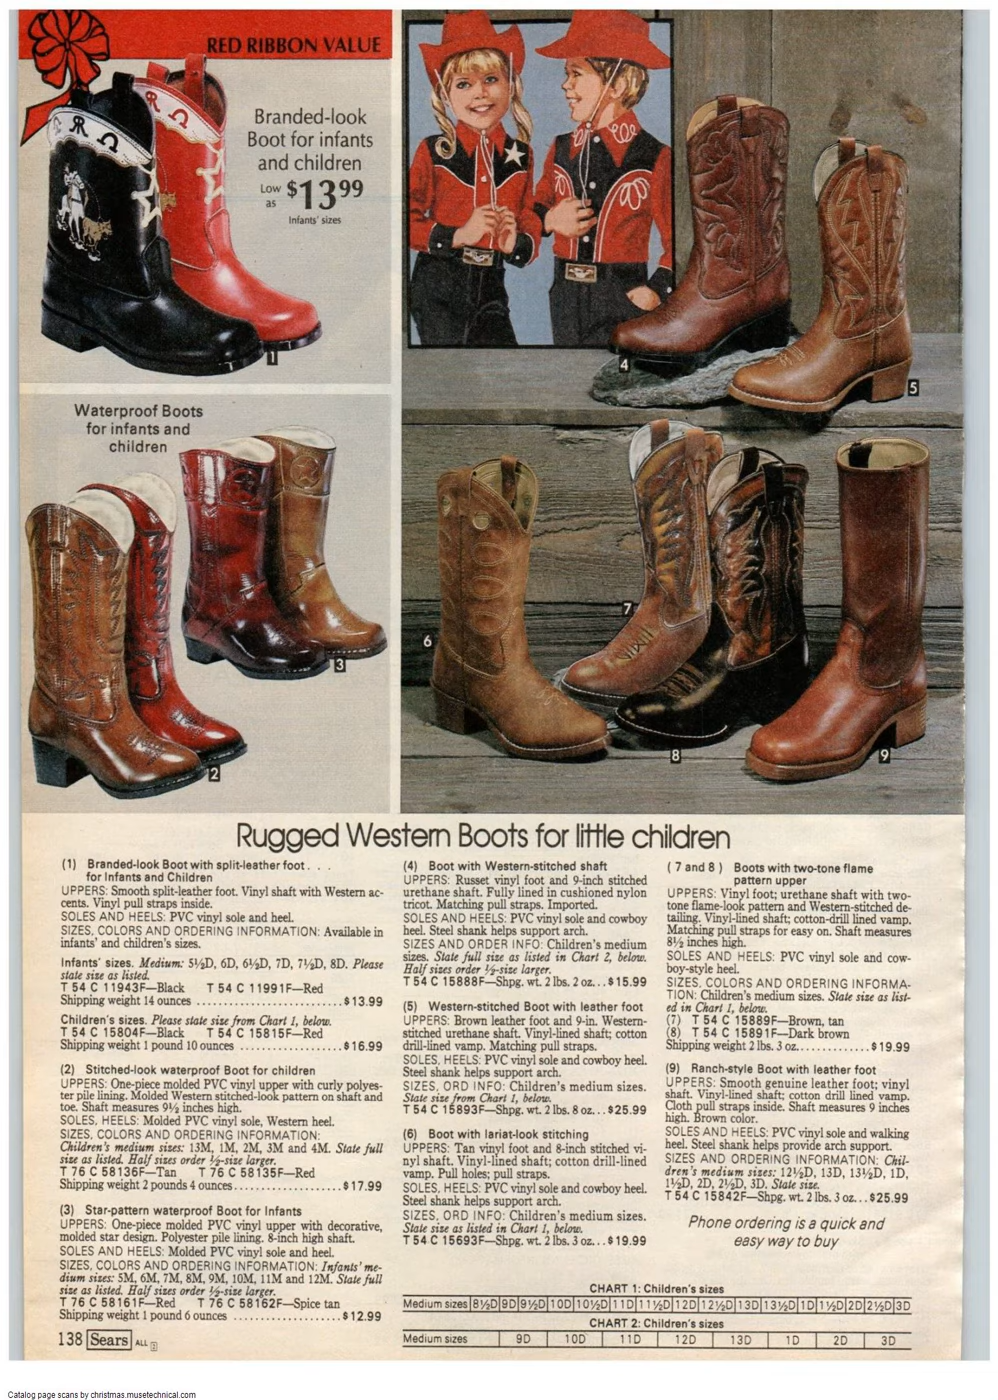 RED RIBBON VALUE
Branded-look
Boot for infants
and children
Low as $13.99
Infants' sizes
1
Waterproof Boots
for infants and
children
3
2
4
5
6
7
8
9
Rugged Western Boots for little children
(1) Branded-look Boot with split-leather foot . . .
for Infants and Children
UPPERS: Smooth split-leather foot. Vinyl shaft with Western ac-
cents. Vinyl pull straps inside.
SOLES AND HEELS: PVC vinyl sole and heel.
SIZES, COLORS AND ORDERING INFORMATION: Available in
infants' and children's sizes.
Infants' sizes. Medium: 5½D, 6D, 6½D, 7D, 7½D, 8D. Please
state size as listed.
T 54 C 11943F—Black T 54 C 11991F—Red
Shipping weight 14 ounces ........................ $13.99
Children's sizes. Please state size from Chart 1, below.
T 54 C 15804F—Black T 54 C 15815F—Red
Shipping weight 1 pound 10 ounces ................. $16.99
(2) Stitched-look waterproof Boot for children
UPPERS: One-piece molded PVC vinyl upper with curly polyes-
ter pile lining. Molded Western stitched-look pattern on shaft and
toe. Shaft measures 9½ inches high.
SOLES, HEELS: Molded PVC vinyl sole, Western heel.
SIZES, COLORS AND ORDERING INFORMATION:
Children's medium sizes: 13M, 1M, 2M, 3M and 4M. State full
size as listed. Half sizes order ½-size larger.
T 76 C 58136F—Tan T 76 C 58135F—Red
Shipping weight 2 pounds 4 ounces .................. $17.99
(3) Star-pattern waterproof Boot for Infants
UPPERS: One-piece molded PVC vinyl upper with decorative,
molded star design. Polyester pile lining. 8-inch high shaft.
SOLES AND HEELS: Molded PVC vinyl sole and heel.
SIZES, COLORS AND ORDERING INFORMATION: Infants' me-
dium sizes: 5M, 6M, 7M, 8M, 9M, 10M, 11M and 12M. State full
size as listed. Half sizes order ½-size larger.
T 76 C 58161F—Red T 76 C 58162F—Spice tan
Shipping weight 1 pound 6 ounces .................. $12.99
138 Sears ALL
(4) Boot with Western-stitched shaft
UPPERS: Russet vinyl foot and 9-inch stitched
urethane shaft. Fully lined in cushioned nylon
tricot. Matching pull straps. Imported.
SOLES AND HEELS: PVC vinyl sole and cowboy
heel. Steel shank helps support arch.
SIZES AND ORDER INFO: Children's medium
sizes. State full size as listed in Chart 2, below.
Half sizes order ½-size larger.
T 54 C 15888F—Shpg. wt. 2 lbs. 2 oz... $15.99
(5) Western-stitched Boot with leather foot
UPPERS: Brown leather foot and 9-in. Western-
stitched urethane shaft. Vinyl-lined shaft; cotton
drill-lined vamp. Matching pull straps.
SOLES, HEELS: PVC vinyl sole and cowboy heel.
Steel shank helps support arch.
SIZES, ORD INFO: Children's medium sizes.
State size from Chart 1, below.
T 54 C 15893F—Shpg. wt. 2 lbs. 8 oz... $25.99
(6) Boot with lariat-look stitching
UPPERS: Tan vinyl foot and 8-inch stitched vi-
nyl shaft. Vinyl-lined shaft; cotton drill-lined
vamp. Pull holes; pull straps.
SOLES, HEELS: PVC vinyl sole and cowboy heel.
Steel shank helps support arch.
SIZES, ORD INFO: Children's medium sizes.
State size as listed in Chart 1, below.
T 54 C 15693F—Shpg. wt. 2 lbs. 3 oz... $19.99
(7 and 8) Boots with two-tone flame
pattern upper
UPPERS: Vinyl foot; urethane shaft with two-
tone flame-look pattern and Western-stitched de-
tailing. Vinyl-lined shaft; cotton-drill lined vamp.
Matching pull straps for easy on. Shaft measures
8½ inches high.
SOLES AND HEELS: PVC vinyl sole and cow-
boy-style heel.
SIZES, COLORS AND ORDERING INFORMA-
TION: Children's medium sizes. State size as list-
ed in Chart 1, below.
(7) T 54 C 15889F—Brown, tan
(8) T 54 C 15891F—Dark brown
Shipping weight 2 lbs. 3 oz. ............ $19.99
(9) Ranch-style Boot with leather foot
UPPERS: Smooth genuine leather foot; vinyl
shaft. Vinyl-lined shaft; cotton drill lined vamp.
Cloth pull straps inside. Shaft measures 9 inches
high. Brown color.
SOLES AND HEELS: PVC vinyl sole and walking
heel. Steel shank helps provide arch support.
SIZES AND ORDERING INFORMATION: Chil-
dren's medium sizes: 12½D, 13D, 13½D, 1D,
1½D, 2D, 2½D, 3D. State size.
T 54 C 15842F—Shpg. wt. 2 lbs. 3 oz... $25.99
Phone ordering is a quick and
easy way to buy
CHART 1: Children's sizes
Medium sizes 8½D 9D 9½D 10D 10½D 11D 11½D 12D 12½D 13D 13½D 1D 1½D 2D 2½D 3D
CHART 2: Children's sizes
Medium sizes 9D 10D 11D 12D 13D 1D 2D 3D
Catalog page scans by christmas.musetechnical.com